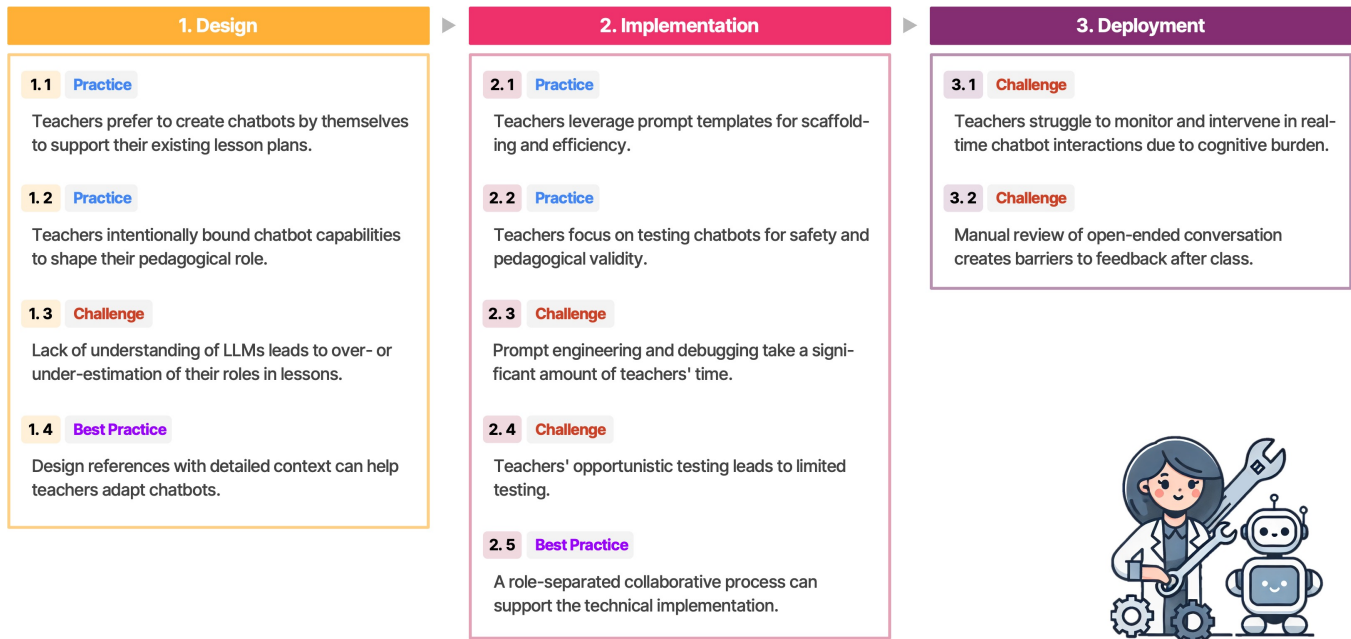 1. Design
1. 1 Practice
Teachers prefer to create chatbots by themselves
to support their existing lesson plans.
1. 2 Practice
Teachers intentionally bound chatbot capabilities
to shape their pedagogical role.
1. 3 Challenge
Lack of understanding of LLMs leads to over- or
under-estimation of their roles in lessons.
1. 4 Best Practice
Design references with detailed context can help
teachers adapt chatbots.
2. Implementation
2. 1 Practice
Teachers leverage prompt templates for scaffold-
ing and efficiency.
2. 2 Practice
Teachers focus on testing chatbots for safety and
pedagogical validity.
2. 3 Challenge
Prompt engineering and debugging take a signi-
ficant amount of teachers' time.
2. 4 Challenge
Teachers' opportunistic testing leads to limited
testing.
2. 5 Best Practice
A role-separated collaborative process can
support the technical implementation.
3. Deployment
3. 1 Challenge
Teachers struggle to monitor and intervene in real-
time chatbot interactions due to cognitive burden.
3. 2 Challenge
Manual review of open-ended conversation
creates barriers to feedback after class.